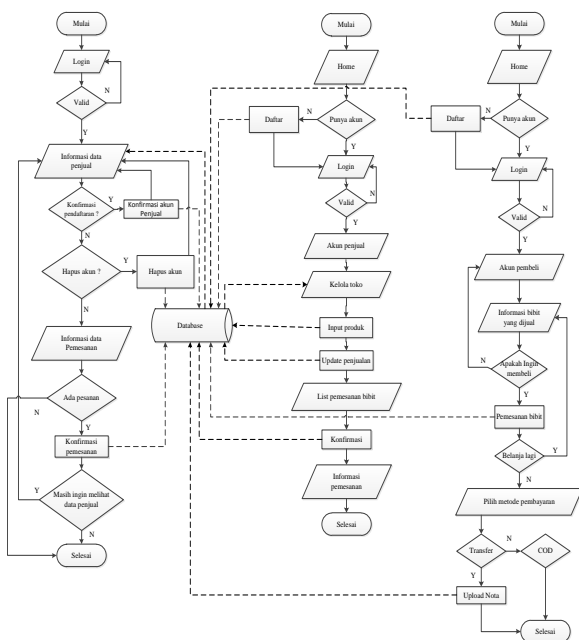 Mulai
Login
N
Valid
Y
Informasi data
penjual
Konfirmasi
pendaftaran ?
Y
Konfirmasi akun
Penjual
N
Hapus akun ?
Y
Hapus akun
N
Informasi data
Pemesanan
Ada pesanan
N
Y
Konfirmasi
pemesanan
Y
Masih ingin melihat
data penjual
N
Selesai
Database
Mulai
Home
Daftar
N
Punya akun
Y
Login
Valid
N
Y
Akun penjual
Kelola toko
Input produk
Update penjualan
List pemesanan bibit
Konfirmasi
Informasi
pemesanan
Selesai
Mulai
Home
Daftar
N
Punya akun
Y
Login
N
Valid
Y
Akun pembeli
Informasi bibit
yang dijual
N
Apakah Ingin
membeli
Y
Pemesanan bibit
Belanja lagi
Y
N
Pilih metode pembayaran
Transfer
N
COD
Y
Upload Nota
Selesai